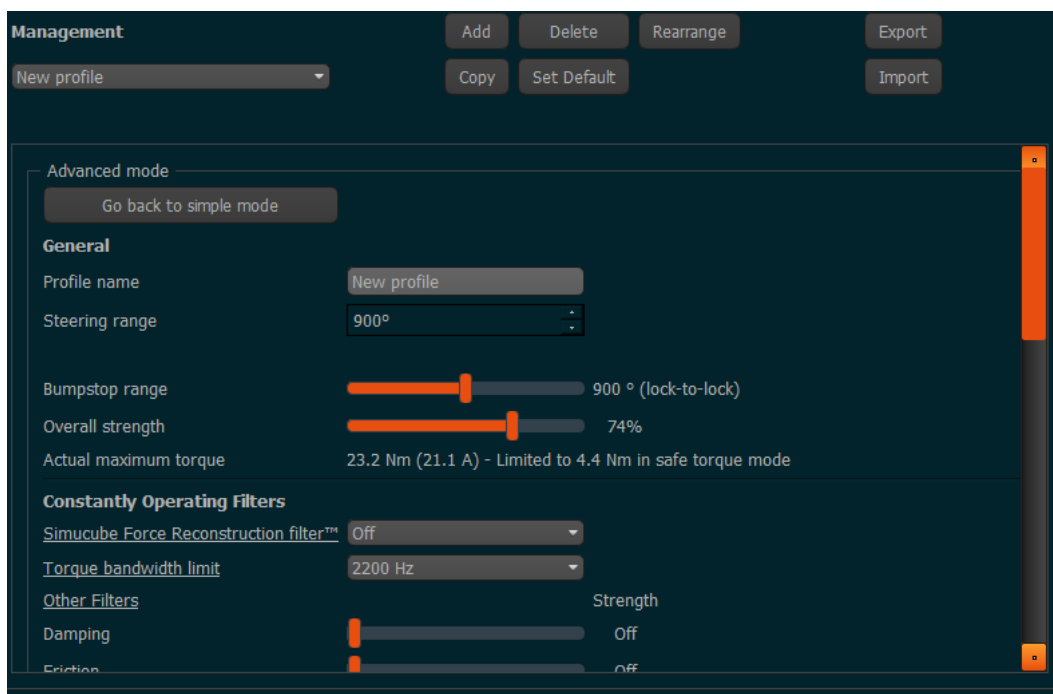 Management Add Delete Rearrange Export
New profile Copy Set Default Import
Advanced mode
Go back to simple mode
General
Profile name New profile
Steering range 900°
Bumpstop range 900 ° (lock-to-lock)
Overall strength 74%
Actual maximum torque 23.2 Nm (21.1 A) - Limited to 4.4 Nm in safe torque mode
Constantly Operating Filters
Simucube Force Reconstruction filter™ Off
Torque bandwidth limit 2200 Hz
Other Filters Strength
Damping Off
Friction Off